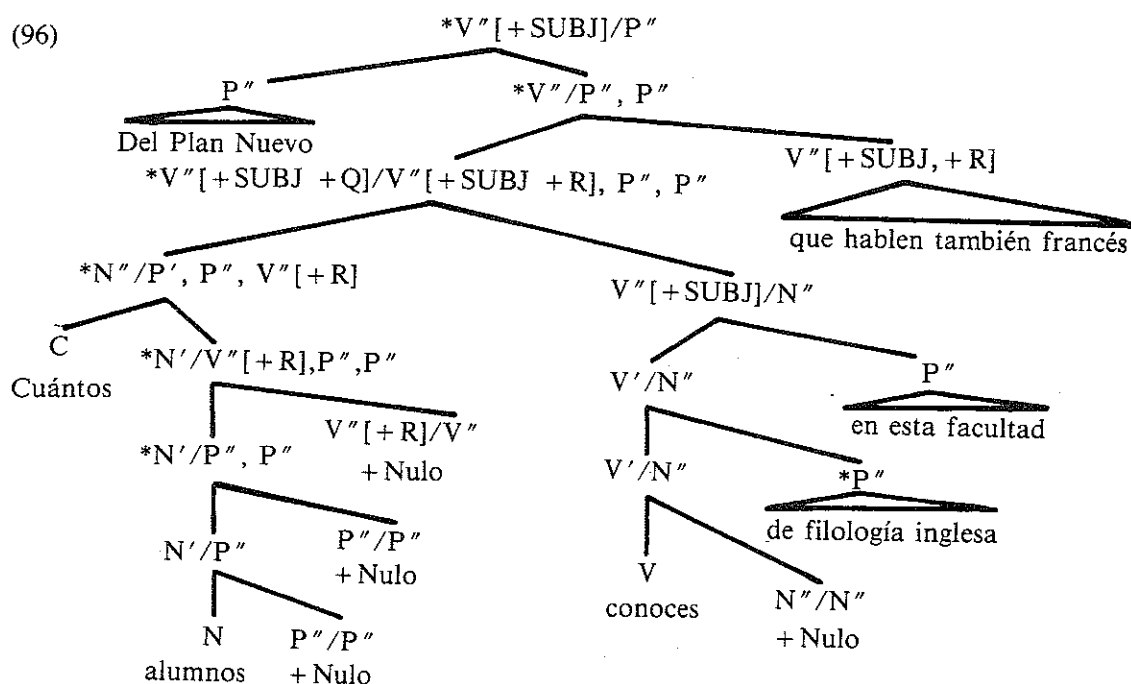 (96)
*V″[+SUBJ]/P″
P″ *V″/P″, P″
Del Plan Nuevo
V″[+SUBJ, +R]
*V″[+SUBJ +Q]/V″[+SUBJ +R], P″, P″
que hablen también francés
*N″/P′, P″, V″[+R]
V″[+SUBJ]/N″
C
*N′/V″[+R],P″,P″
Cuántos
V′/N″ P″
V″[+R]/V″
en esta facultad
*N′/P″, P″ + Nulo
V′/N″ *P″
de filología inglesa
N′/P″ P″/P″
+ Nulo
V N″/N″
conoces + Nulo
N P″/P″
alumnos + Nulo